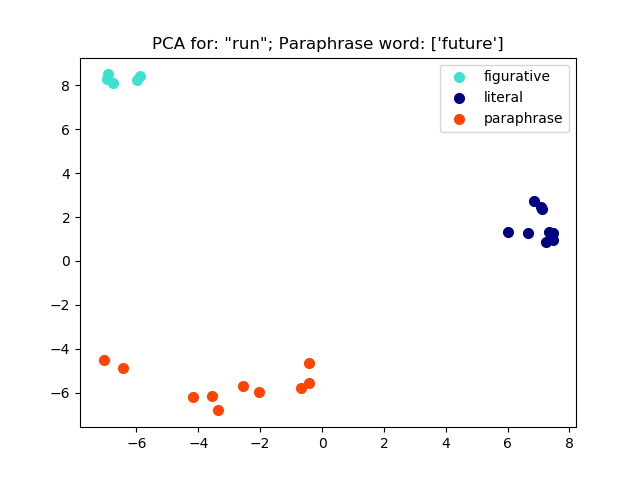 PCA for: "run"; Paraphrase word: ['future']
figurative
literal
paraphrase
8
6
4
2
0
−2
−4
−6
−6 −4 −2 0 2 4 6 8